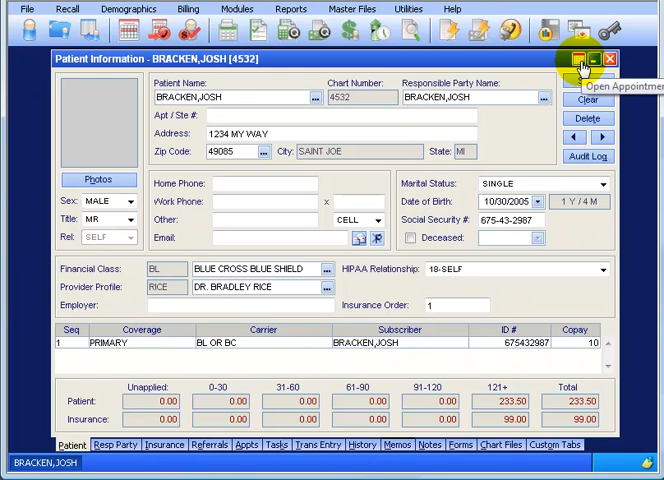 File Recall Demographics Billing Modules Reports Master Files Utilities Help
Patient Information - BRACKEN,JOSH [4532]
Open Appointmen
Patient Name: Chart Number: Responsible Party Name:
BRACKEN,JOSH ... 4532 BRACKEN,JOSH ...
Clear
Apt / Ste #:
Delete
Address: 1234 MY WAY
Zip Code: 49085 ... City: SAINT JOE State: MI
Audit Log
Photos
Sex: MALE
Title: MR
Rel: SELF
Home Phone:
Work Phone: x
Other: CELL
Email:
Marital Status: SINGLE
Date of Birth: 10/30/2005 1 Y / 4 M
Social Security #: 675-43-2987
Deceased:
Financial Class: BL BLUE CROSS BLUE SHIELD ... HIPAA Relationship: 18-SELF
Provider Profile: RICE DR. BRADLEY RICE ...
Employer: Insurance Order: 1
Seq Coverage Carrier Subscriber ID # Copay
1 PRIMARY BL OR BC BRACKEN,JOSH 675432987 10
Unapplied: 0-30 31-60 61-90 91-120 121+ Total
Patient: 0.00 0.00 0.00 0.00 0.00 233.50 233.50
Insurance: 0.00 0.00 0.00 0.00 0.00 99.00 99.00
Patient Resp Party Insurance Referrals Appts Tasks Trans Entry History Memos Notes Forms Chart Files Custom Tabs
BRACKEN,JOSH